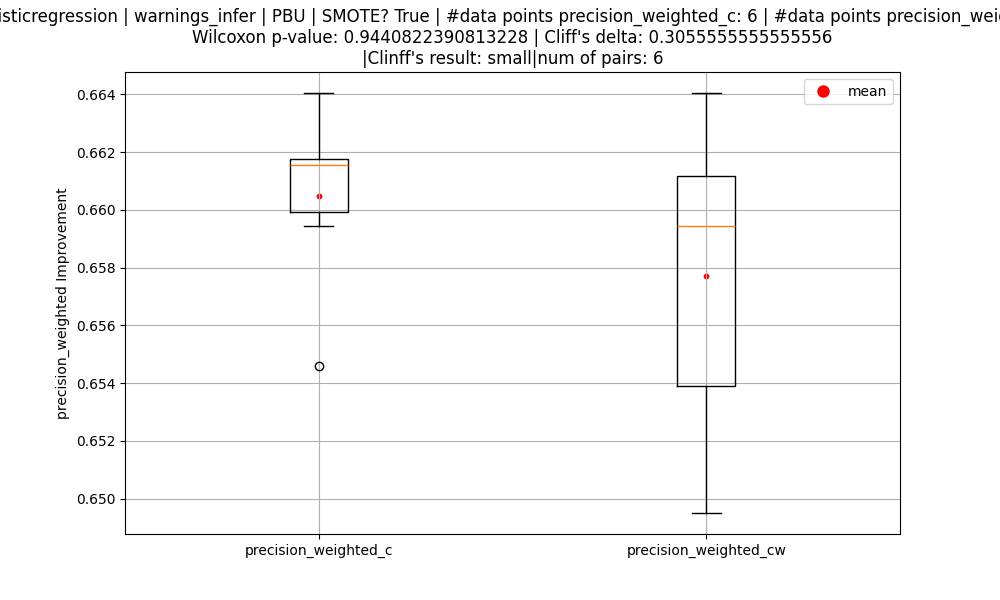 isticregression | warnings_infer | PBU | SMOTE? True | #data points precision_weighted_c: 6 | #data points precision_wei
Wilcoxon p-value: 0.9440822390813228 | Cliff's delta: 0.3055555555555556
|Clinff's result: small|num of pairs: 6
mean
0.664
0.662
0.660
0.658
0.656
0.654
0.652
0.650
precision_weighted Improvement
precision_weighted_c
precision_weighted_cw